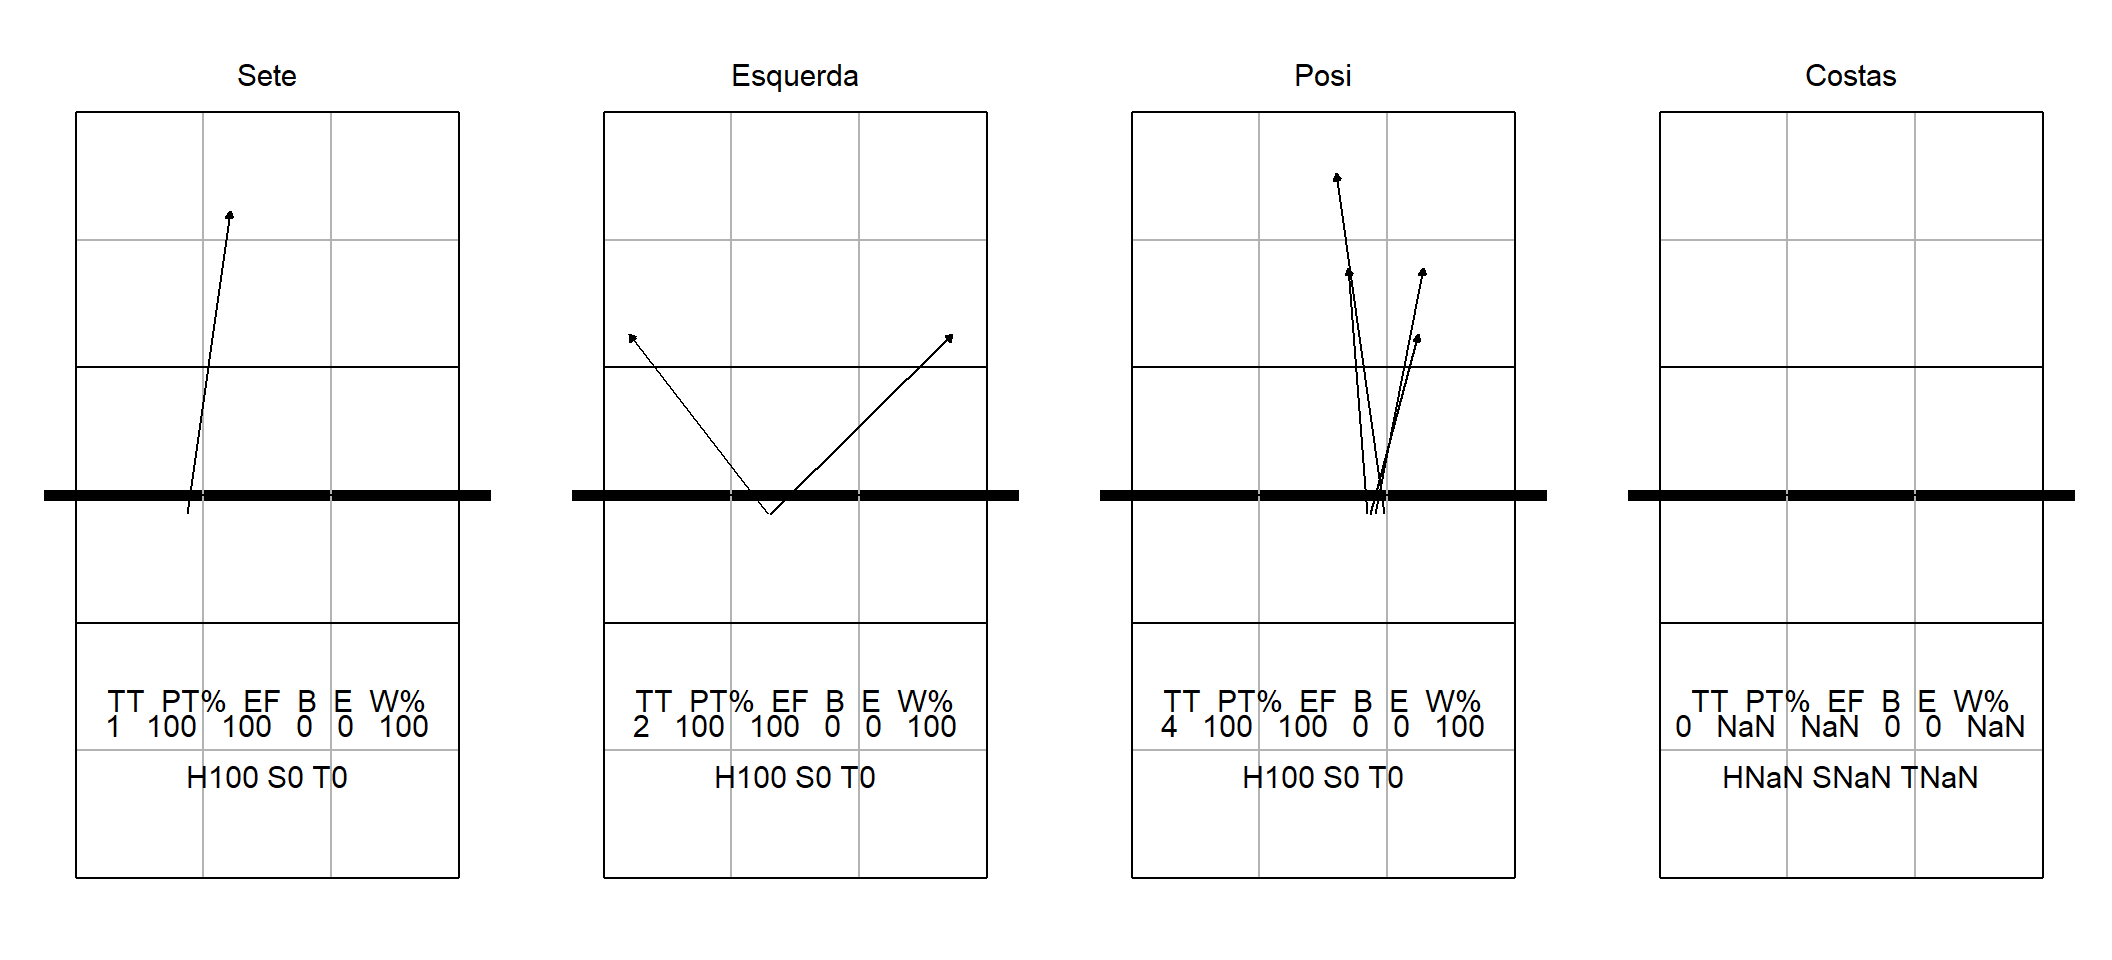 Sete
TT PT% EF B E W%
1 100 100 0 0 100
H100 S0 T0
Esquerda
TT PT% EF B E W%
2 100 100 0 0 100
H100 S0 T0
Posi
TT PT% EF B E W%
4 100 100 0 0 100
H100 S0 T0
Costas
TT PT% EF B E W%
0 NaN NaN 0 0 NaN
HNaN SNaN TNaN